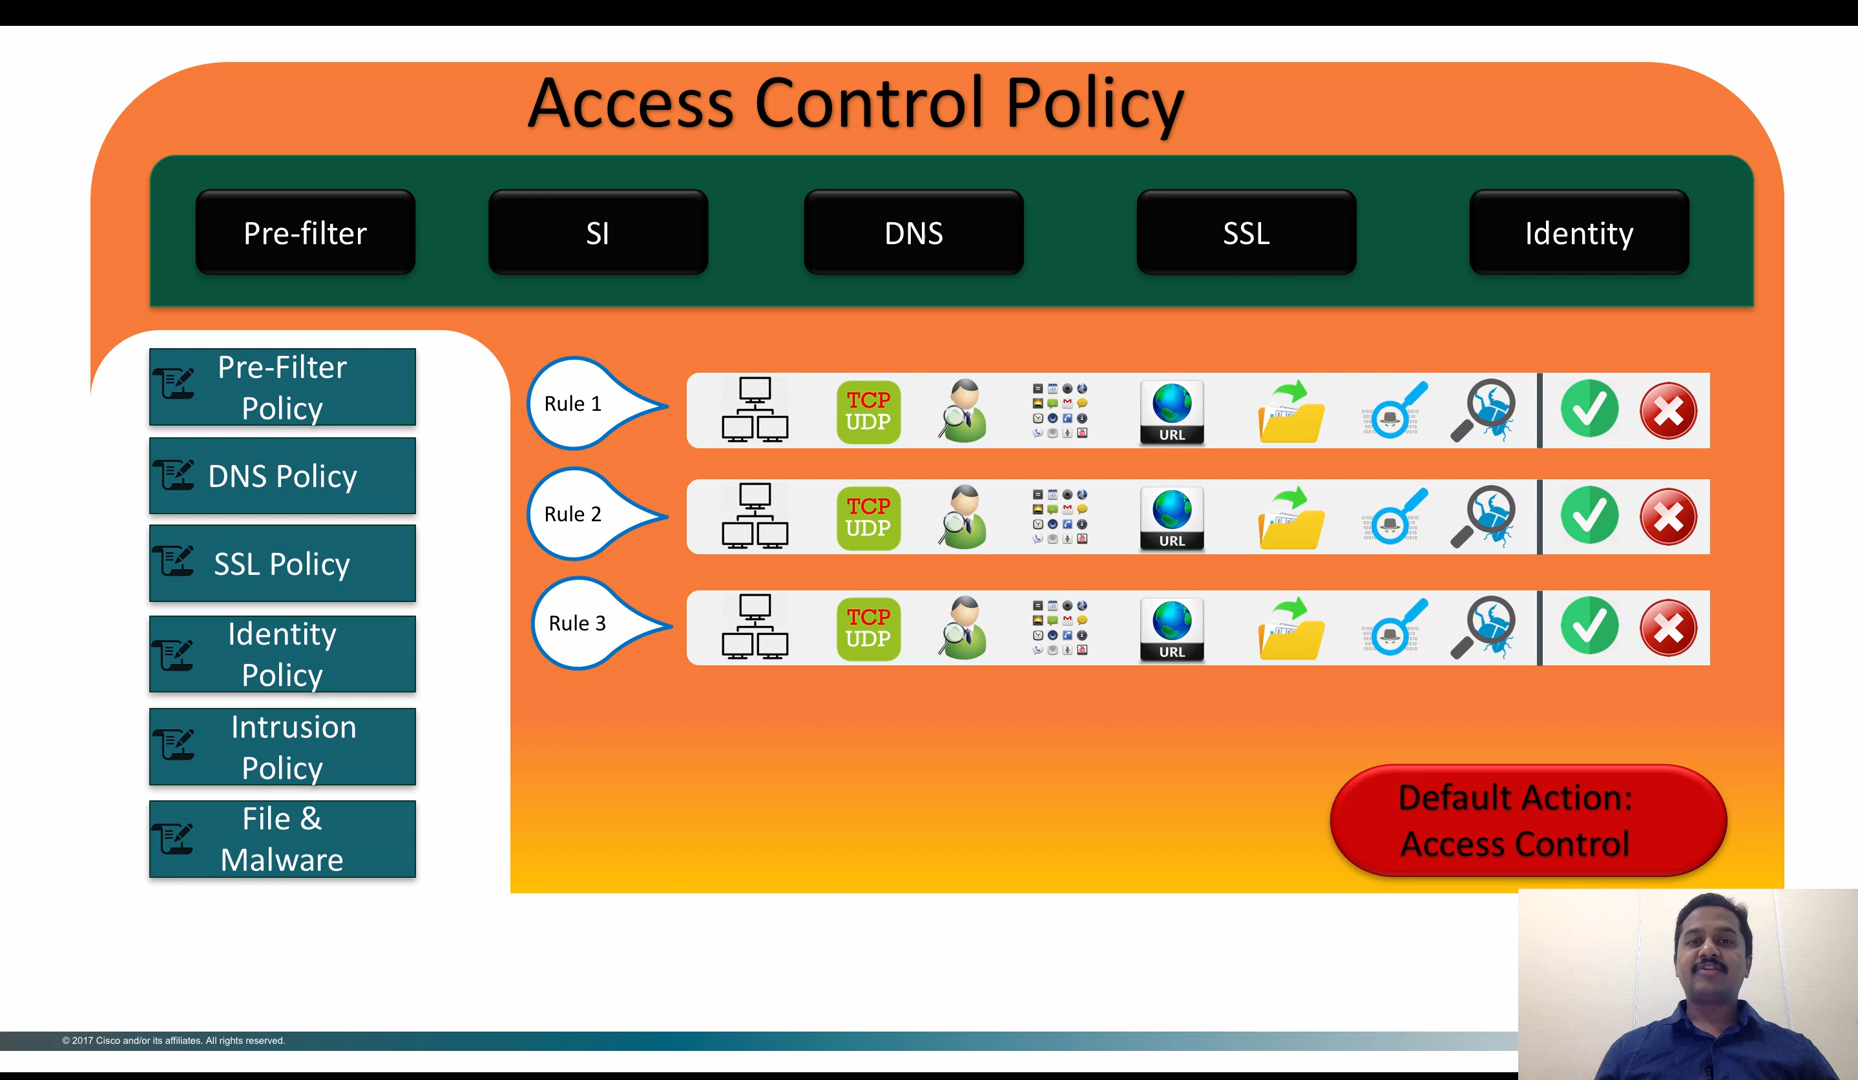 Access Control Policy
Pre-filter
SI
DNS
SSL
Identity
Pre-Filter
Policy
DNS Policy
SSL Policy
Identity
Policy
Intrusion
Policy
File &
Malware
Rule 1
TCP
UDP
URL
Rule 2
TCP
UDP
URL
Rule 3
TCP
UDP
URL
Default Action:
Access Control
© 2017 Cisco and/or its affiliates. All rights reserved.